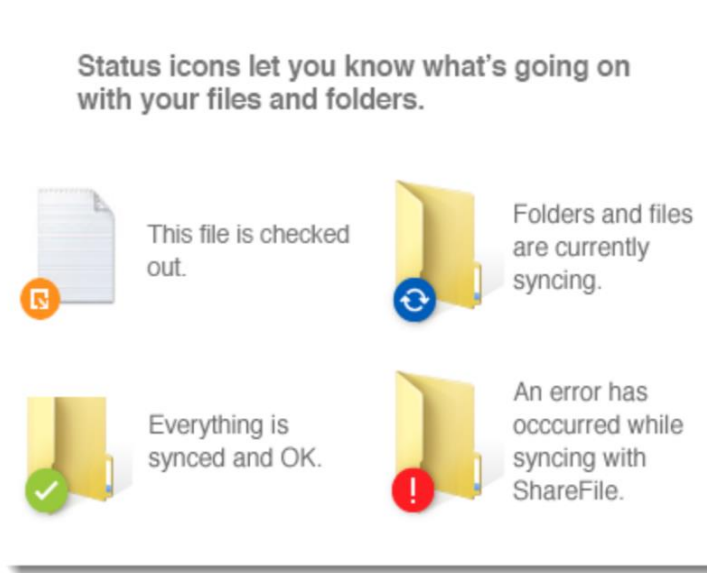 Status icons let you know what's going on
with your files and folders.
This file is checked
out.
Folders and files
are currently
syncing.
Everything is
synced and OK.
An error has
occcurred while
syncing with
ShareFile.